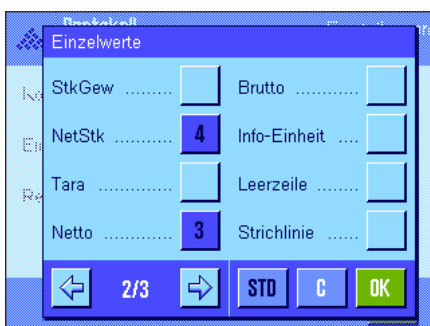 Einzelwerte
StkGew ......... Brutto ............
NetStk ........... 4 Info-Einheit ....
Tara ............... Leerzeile ........
Netto ............ 3 Strichlinie ......
2/3 STD C OK